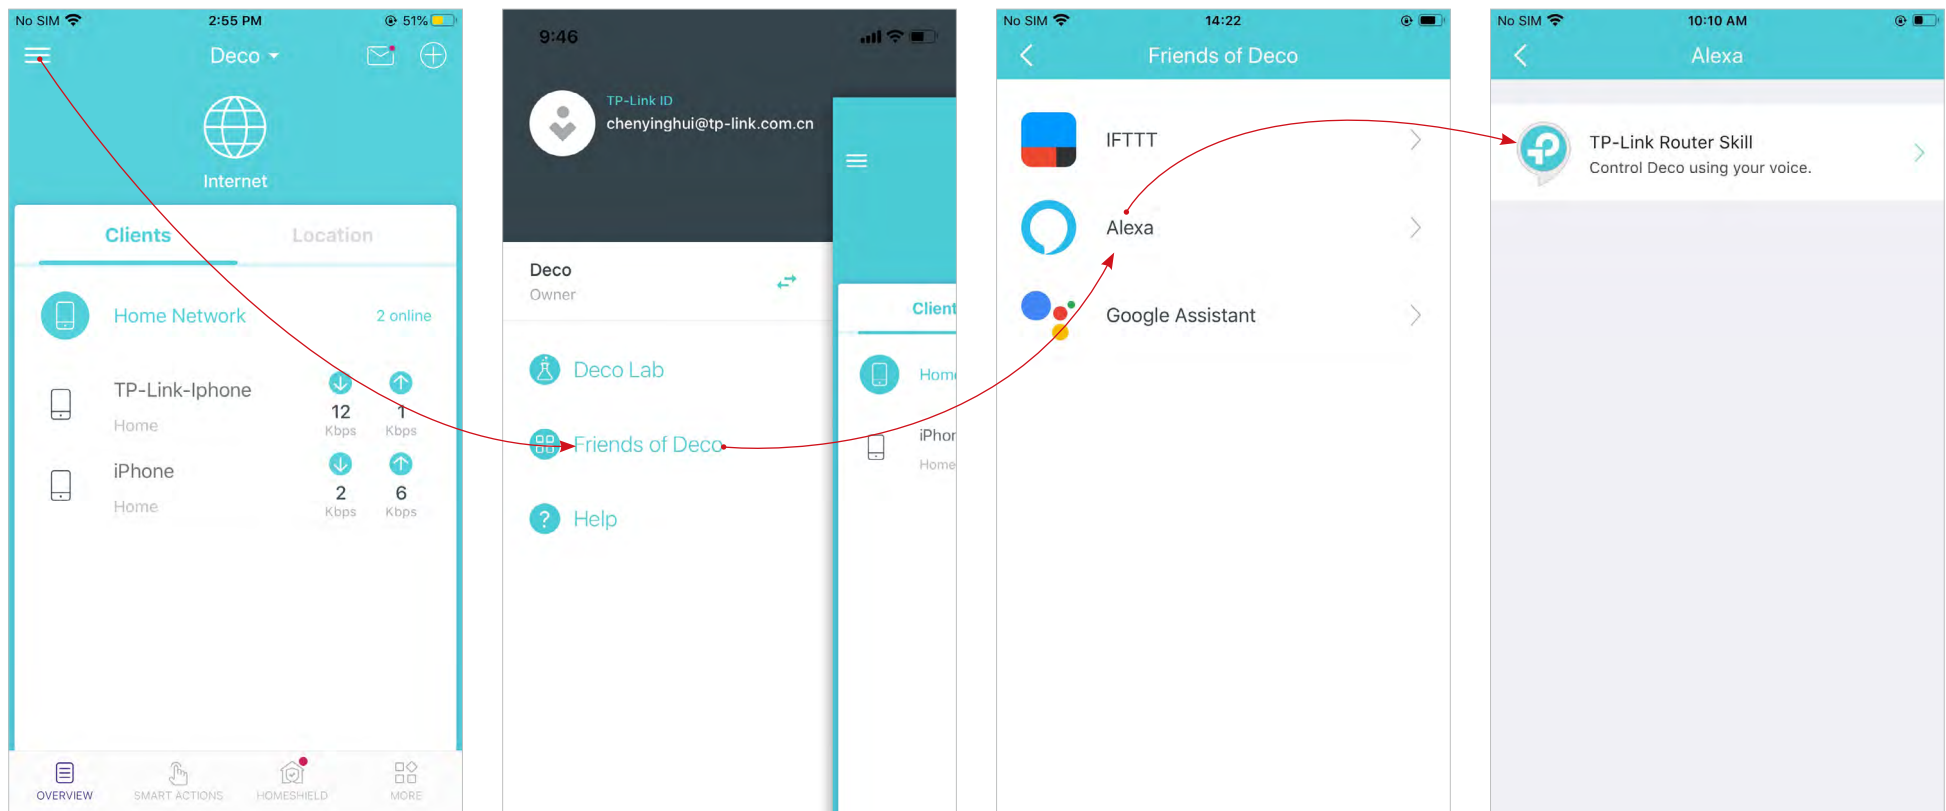 No SIM
2:55 PM
51%
Deco
Internet
Clients
Location
Home Network
2 online
TP-Link-Iphone
Home
12
Kbps
1
Kbps
iPhone
Home
2
Kbps
6
Kbps
OVERVIEW
SMART ACTIONS
HOMESHIELD
MORE
9:46
TP-Link ID
chenyinghui@tp-link.com.cn
Deco
Owner
Deco Lab
Friends of Deco
Help
Client
Home
iPhor
Home
No SIM
14:22
Friends of Deco
IFTTT
Alexa
Google Assistant
No SIM
10:10 AM
Alexa
TP-Link Router Skill
Control Deco using your voice.